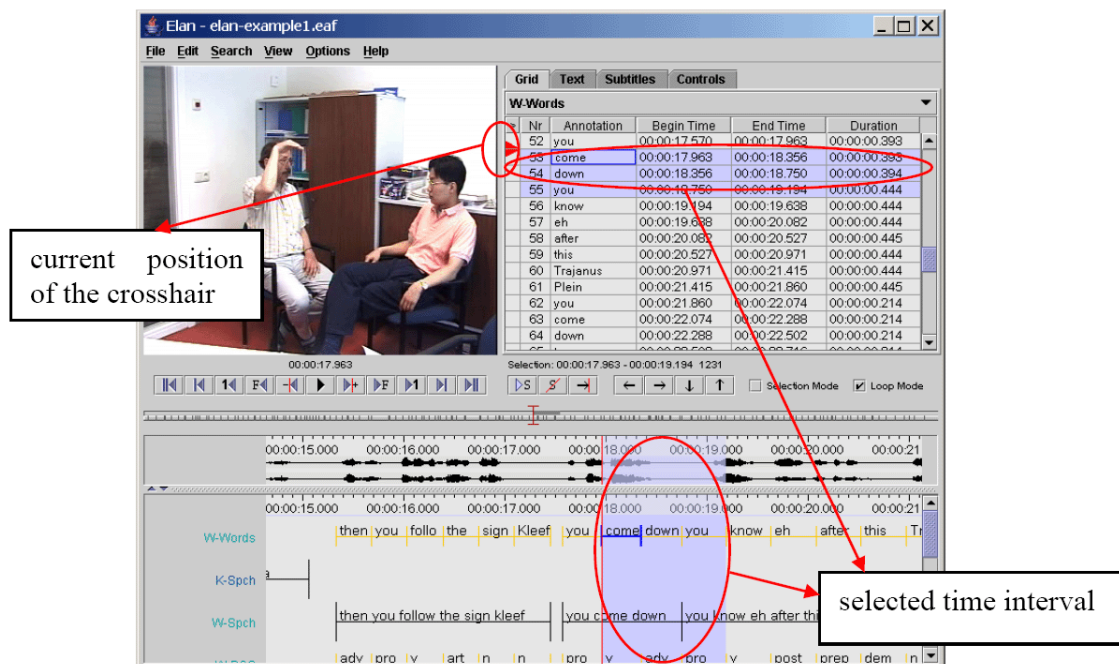 Elan - elan-example1.eaf
File Edit Search View Options Help
Grid Text Subtitles Controls
W-Words
Nr Annotation Begin Time End Time Duration
52 you 00:00:17.570 00:00:17.963 00:00:00.393
53 come 00:00:17.963 00:00:18.356 00:00:00.393
54 down 00:00:18.356 00:00:18.750 00:00:00.394
55 you 00:00:18.750 00:00:19.194 00:00:00.444
56 know 00:00:19.194 00:00:19.638 00:00:00.444
57 eh 00:00:19.638 00:00:20.082 00:00:00.444
58 after 00:00:20.082 00:00:20.527 00:00:00.445
59 this 00:00:20.527 00:00:20.971 00:00:00.444
60 Trajanus 00:00:20.971 00:00:21.415 00:00:00.444
61 Plein 00:00:21.415 00:00:21.860 00:00:00.445
62 you 00:00:21.860 00:00:22.074 00:00:00.214
63 come 00:00:22.074 00:00:22.288 00:00:00.214
64 down 00:00:22.288 00:00:22.502 00:00:00.214
current position
of the crosshair
00:00:17.963
Selection: 00:00:17.963 - 00:00:19.194 1231
1 F F 1 S S Selection Mode Loop Mode
00:00:15.000 00:00:16.000 00:00:17.000 00:00:18.000 00:00:19.000 00:00:20.000 00:00:21
00:00:15.000 00:00:16.000 00:00:17.000 00:00:18.000 00:00:19.000 00:00:20.000 00:00:21
W-Words then you follo the sign Kleef you come down you know eh after this Tr
K-Spch a
W-Spch then you follow the sign kleef you come down you know eh after thi
selected time interval
adv pro v art n n pro v adv pro v post prep dem n